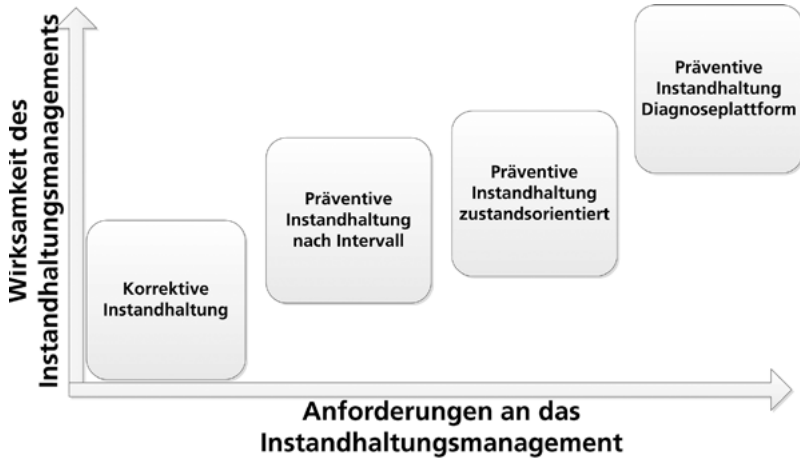 Wirksamkeit des
Instandhaltungsmanagements
Korrektive
Instandhaltung
Präventive
Instandhaltung
nach Intervall
Präventive
Instandhaltung
zustandsorientiert
Präventive
Instandhaltung
Diagnoseplattform
Anforderungen an das
Instandhaltungsmanagement